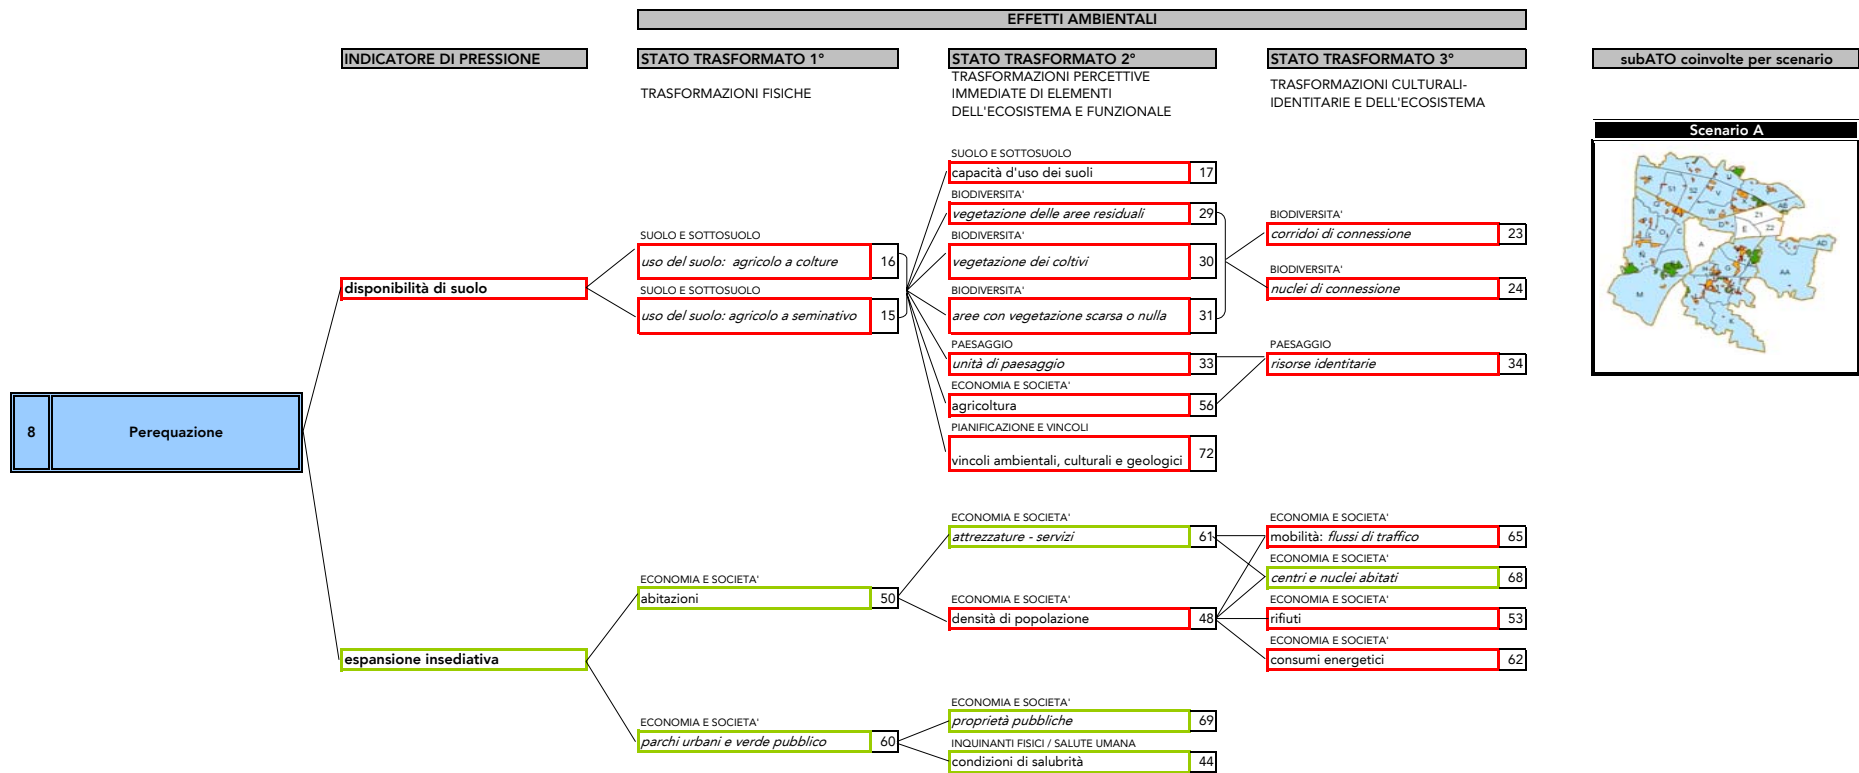 EFFETTI AMBIENTALI
INDICATORE DI PRESSIONE
STATO TRASFORMATO 1°
STATO TRASFORMATO 2°
STATO TRASFORMATO 3°
subATO coinvolte per scenario
TRASFORMAZIONI FISICHE
TRASFORMAZIONI PERCETTIVE
IMMEDIATE DI ELEMENTI
DELL'ECOSISTEMA E FUNZIONALE
TRASFORMAZIONI CULTURALI-
IDENTITARIE E DELL'ECOSISTEMA
Scenario A
SUOLO E SOTTOSUOLO
capacità d'uso dei suoli 17
BIODIVERSITA'
vegetazione delle aree residuali 29
BIODIVERSITA'
corridoi di connessione 23
SUOLO E SOTTOSUOLO
uso del suolo: agricolo a colture 16
BIODIVERSITA'
vegetazione dei coltivi 30
BIODIVERSITA'
nuclei di connessione 24
disponibilità di suolo
SUOLO E SOTTOSUOLO
uso del suolo: agricolo a seminativo 15
BIODIVERSITA'
aree con vegetazione scarsa o nulla 31
PAESAGGIO
unità di paesaggio 33
PAESAGGIO
risorse identitarie 34
ECONOMIA E SOCIETA'
agricoltura 56
8 Perequazione
PIANIFICAZIONE E VINCOLI
vincoli ambientali, culturali e geologici 72
ECONOMIA E SOCIETA'
attrezzature - servizi 61
ECONOMIA E SOCIETA'
mobilità: flussi di traffico 65
ECONOMIA E SOCIETA'
centri e nuclei abitati 68
ECONOMIA E SOCIETA'
abitazioni 50
ECONOMIA E SOCIETA'
densità di popolazione 48
ECONOMIA E SOCIETA'
rifiuti 53
ECONOMIA E SOCIETA'
consumi energetici 62
espansione insediativa
ECONOMIA E SOCIETA'
parchi urbani e verde pubblico 60
ECONOMIA E SOCIETA'
proprietà pubbliche 69
INQUINANTI FISICI / SALUTE UMANA
condizioni di salubrità 44
S1
S2
V
U
X
AB
W
Z1
Z2
D
E
A
AD
AA
G
M
K